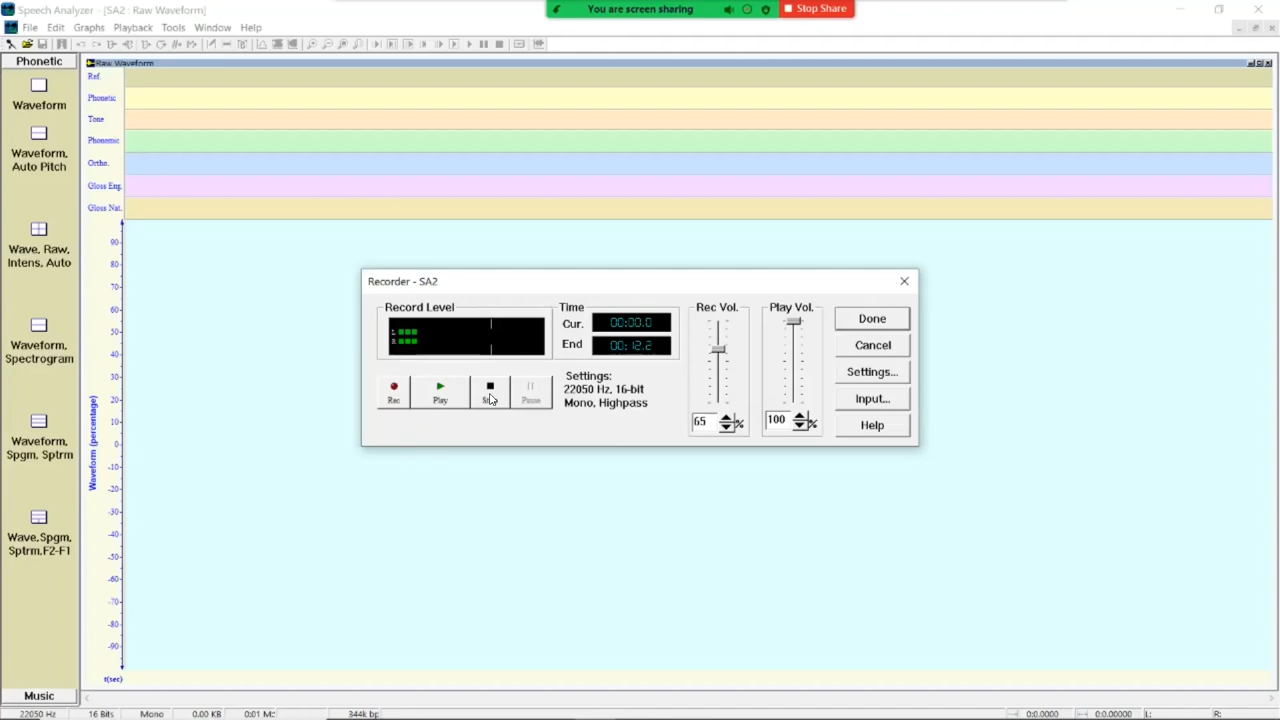 Speech Analyzer - [SA2 : Raw Waveform]
You are screen sharing
Stop Share
File Edit Graphs Playback Tools Window Help
Phonetic
Waveform
Waveform,
Auto Pitch
Wave, Raw,
Intens, Auto
Waveform,
Spectrogram
Waveform,
Spgm, Sptrm
Wave,Spgm,
Sptrm,F2-F1
Music
Raw Waveform
Ref.
Phonetic
Tone
Phonemic
Ortho.
Gloss Eng.
Gloss Nat.
Waveform (percentage)
90
80
70
60
50
40
30
20
10
0
-10
-20
-30
-40
-50
-60
-70
-80
-90
t(sec)
Recorder - SA2
Record Level
Time
Cur. 00:00.0
End 00:12.2
Rec Play Pause
Settings:
22050 Hz, 16-bit
Mono, Highpass
Rec Vol.
65 %
Play Vol.
100 %
Done
Cancel
Settings...
Input...
Help
22050 Hz 16 Bits Mono 0.00 KB 344k bp 0:0.0000 0:0.00000 L: R: